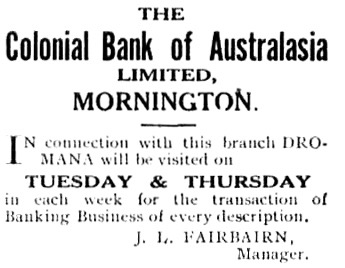 THE
Colonial Bank of Australasia
LIMITED,
MORNINGTON.
IN connection with this branch DRO-
MANA will be visited on
TUESDAY & THURSDAY
in each week for the transaction of
Banking Business of every description.
J. L. FAIRBAIRN,
Manager.